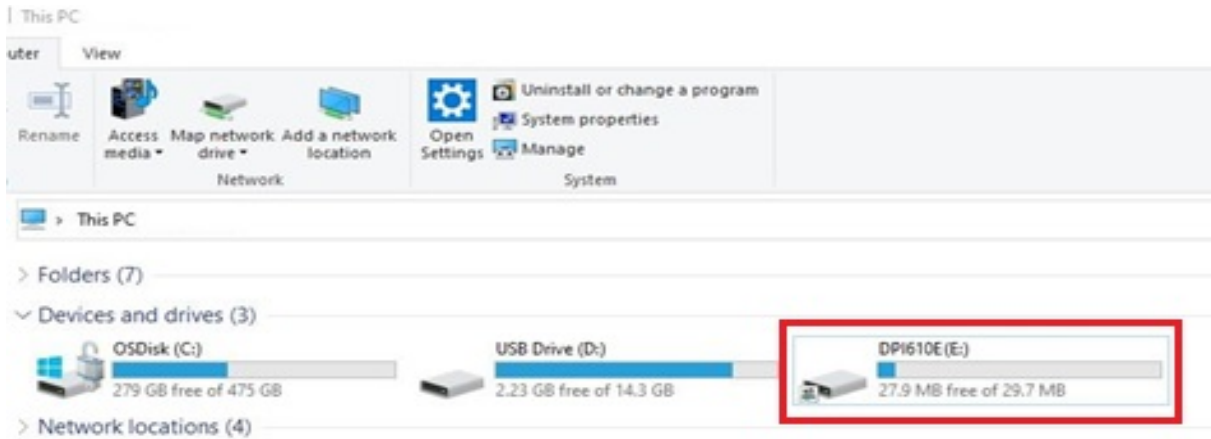 This PC
uter View
Rename
Access media
Map network drive
Add a network location
Network
Open Settings
Uninstall or change a program
System properties
Manage
System
> This PC
Folders (7)
Devices and drives (3)
OSDisk (C:)
279 GB free of 475 GB
USB Drive (D:)
2.23 GB free of 14.3 GB
DPI610E (E:)
27.9 MB free of 29.7 MB
Network locations (4)